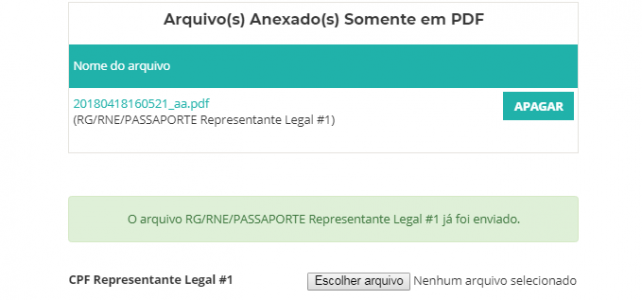 Arquivo(s) Anexado(s) Somente em PDF
Nome do arquivo
20180418160521_aa.pdf
(RG/RNE/PASSAPORTE Representante Legal #1)
APAGAR
O arquivo RG/RNE/PASSAPORTE Representante Legal #1 já foi enviado.
CPF Representante Legal #1 Escolher arquivo Nenhum arquivo selecionado